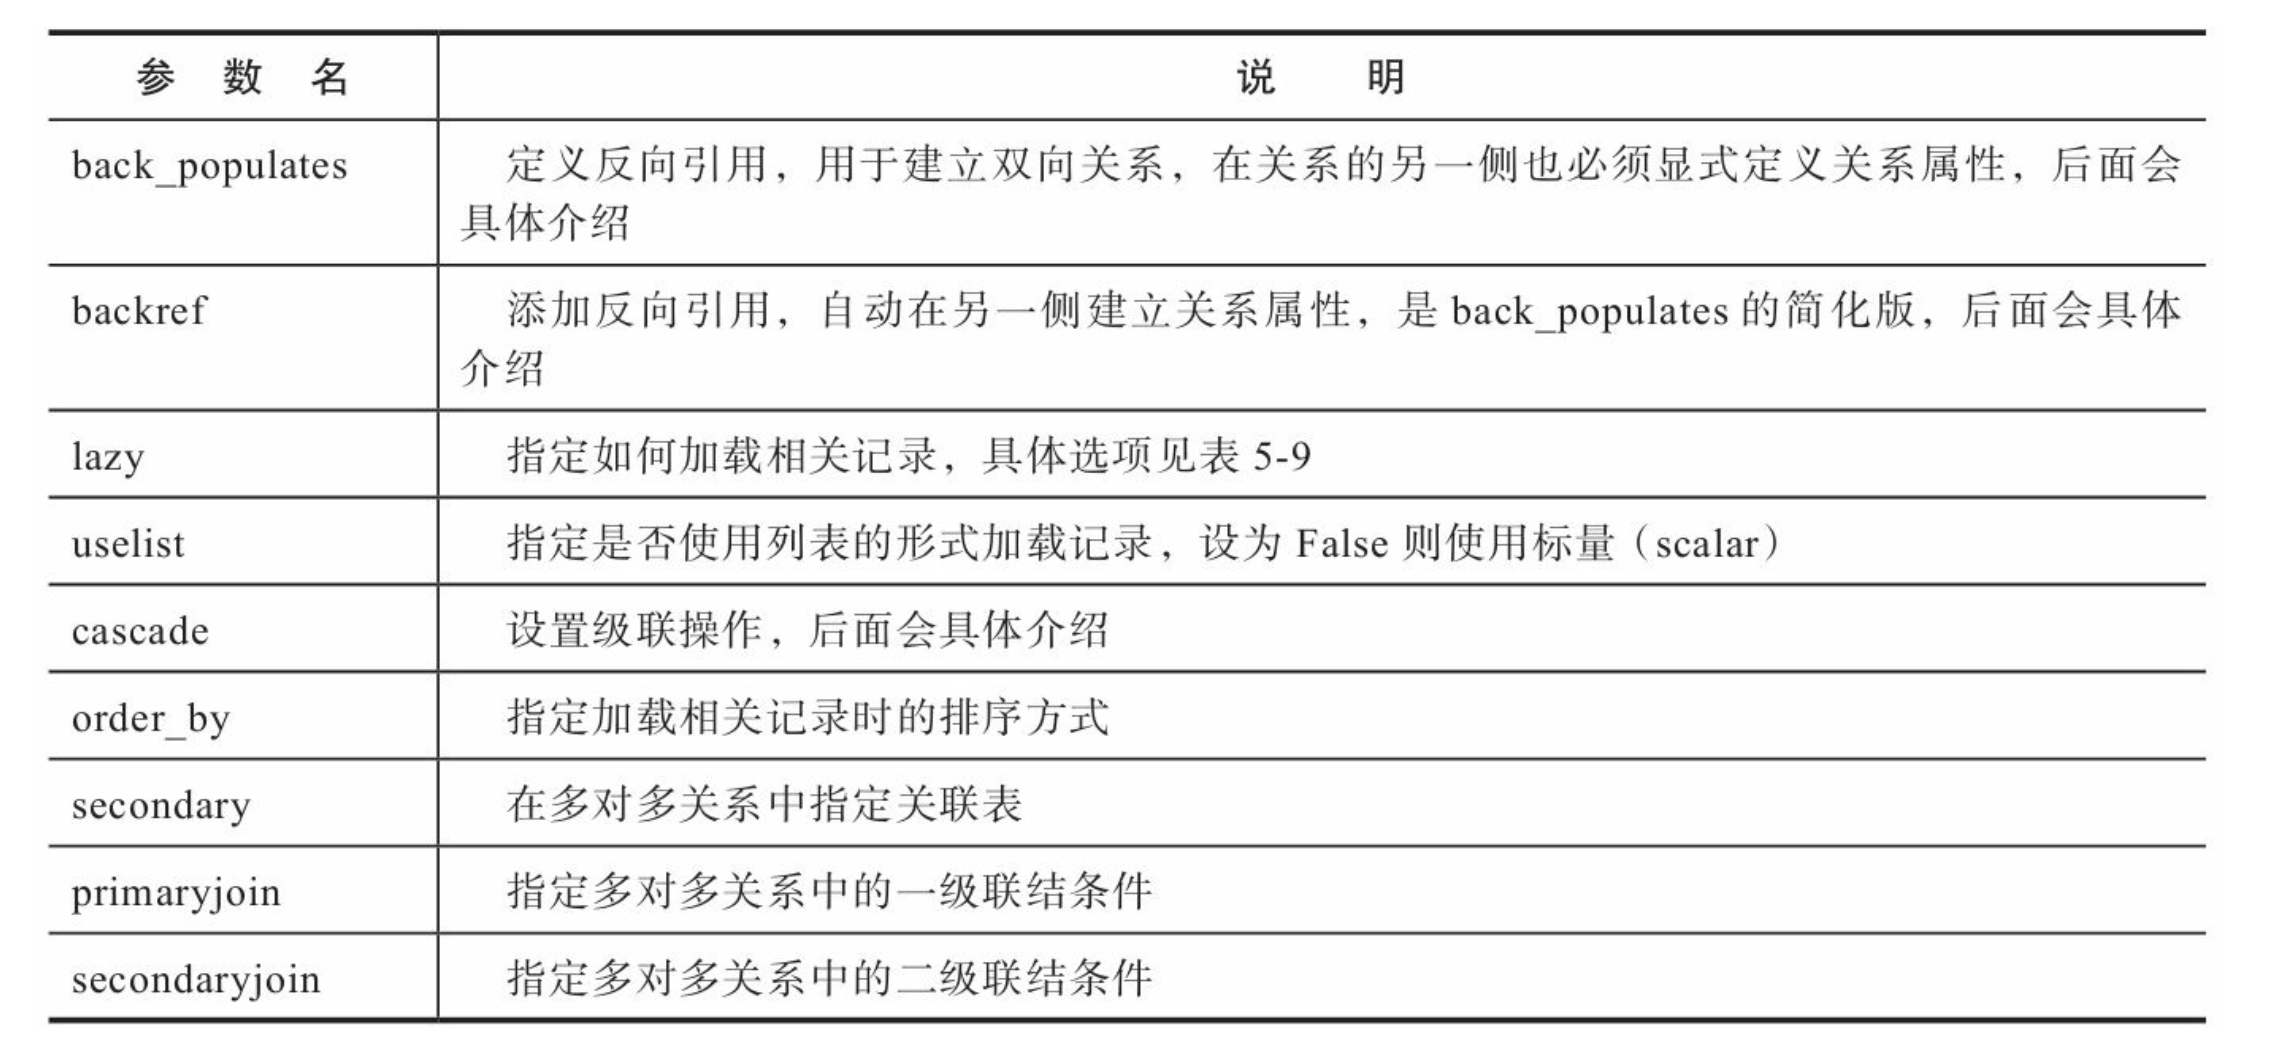 参 数 名 说 明
back_populates 定义反向引用，用于建立双向关系，在关系的另一侧也必须显式定义关系属性，后面会
具体介绍
backref 添加反向引用，自动在另一侧建立关系属性，是 back_populates 的简化版，后面会具体
介绍
lazy 指定如何加载相关记录，具体选项见表 5-9
uselist 指定是否使用列表的形式加载记录，设为 False 则使用标量（scalar）
cascade 设置级联操作，后面会具体介绍
order_by 指定加载相关记录时的排序方式
secondary 在多对多关系中指定关联表
primaryjoin 指定多对多关系中的一级联结条件
secondaryjoin 指定多对多关系中的二级联结条件